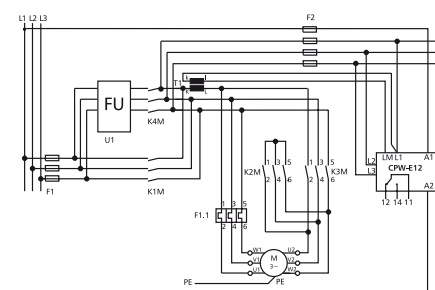 L1 L2 L3
F2
T1
k l
K L
FU
U1
K4M
LM L1
A1
CPW-E12
L2
L3
12 14 11
A2
F1
K1M
K2M
1 3 5
2 4 6
1 3 5
2 4 6
K3M
F1.1
1 3 5
2 4 6
W1
V1
U1
M
3~
U2
V2
W2
PE
PE